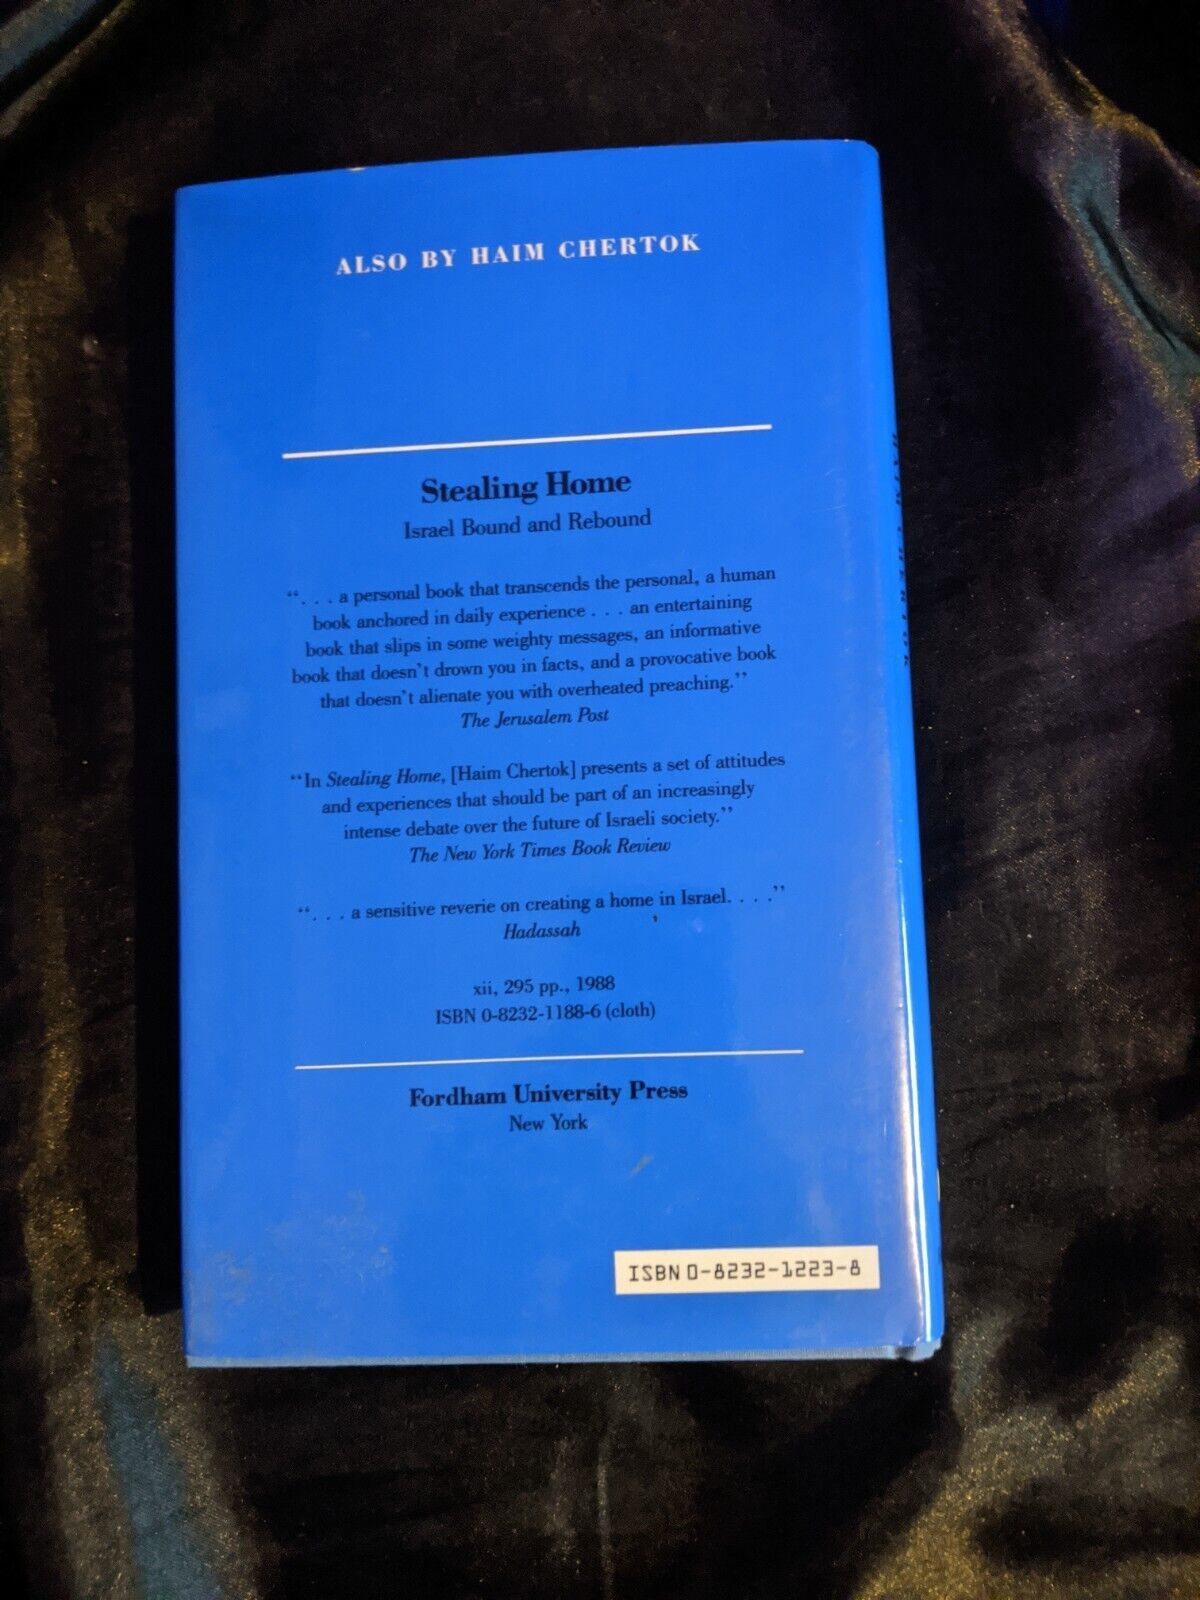 ALSO BY HAIM CHERTOK
Stealing Home
Israel Bound and Rebound
“. . . a personal book that transcends the personal, a human
book anchored in daily experience . . . an entertaining
book that slips in some weighty messages, an informative
book that doesn't drown you in facts, and a provocative book
that doesn't alienate you with overheated preaching.”
The Jerusalem Post
“In Stealing Home, [Haim Chertok] presents a set of attitudes
and experiences that should be part of an increasingly
intense debate over the future of Israeli society.”
The New York Times Book Review
“. . . a sensitive reverie on creating a home in Israel. . . .”
Hadassah
xii, 295 pp., 1988
ISBN 0-8232-1188-6 (cloth)
Fordham University Press
New York
ISBN 0-8232-1223-8
HAIM CHERTOK